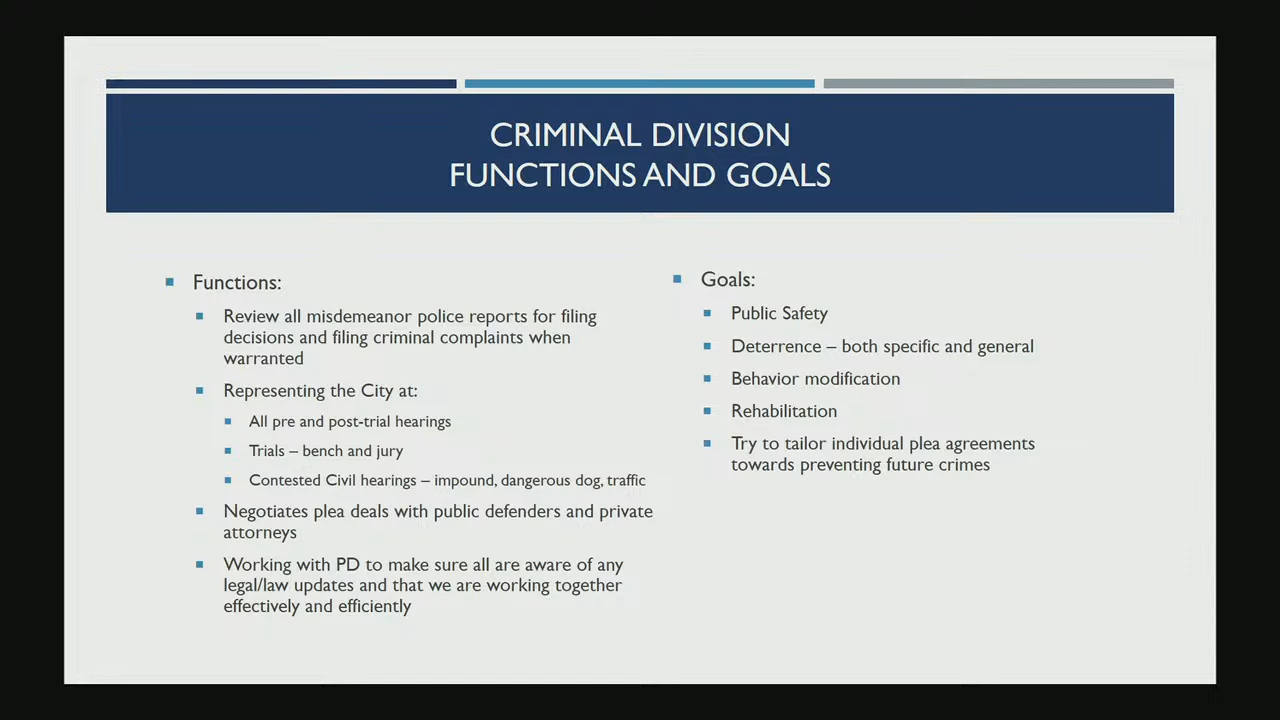 CRIMINAL DIVISION
FUNCTIONS AND GOALS
Functions:
Review all misdemeanor police reports for filing
decisions and filing criminal complaints when
warranted
Representing the City at:
All pre and post-trial hearings
Trials – bench and jury
Contested Civil hearings – impound, dangerous dog, traffic
Negotiates plea deals with public defenders and private
attorneys
Working with PD to make sure all are aware of any
legal/law updates and that we are working together
effectively and efficiently
Goals:
Public Safety
Deterrence – both specific and general
Behavior modification
Rehabilitation
Try to tailor individual plea agreements
towards preventing future crimes